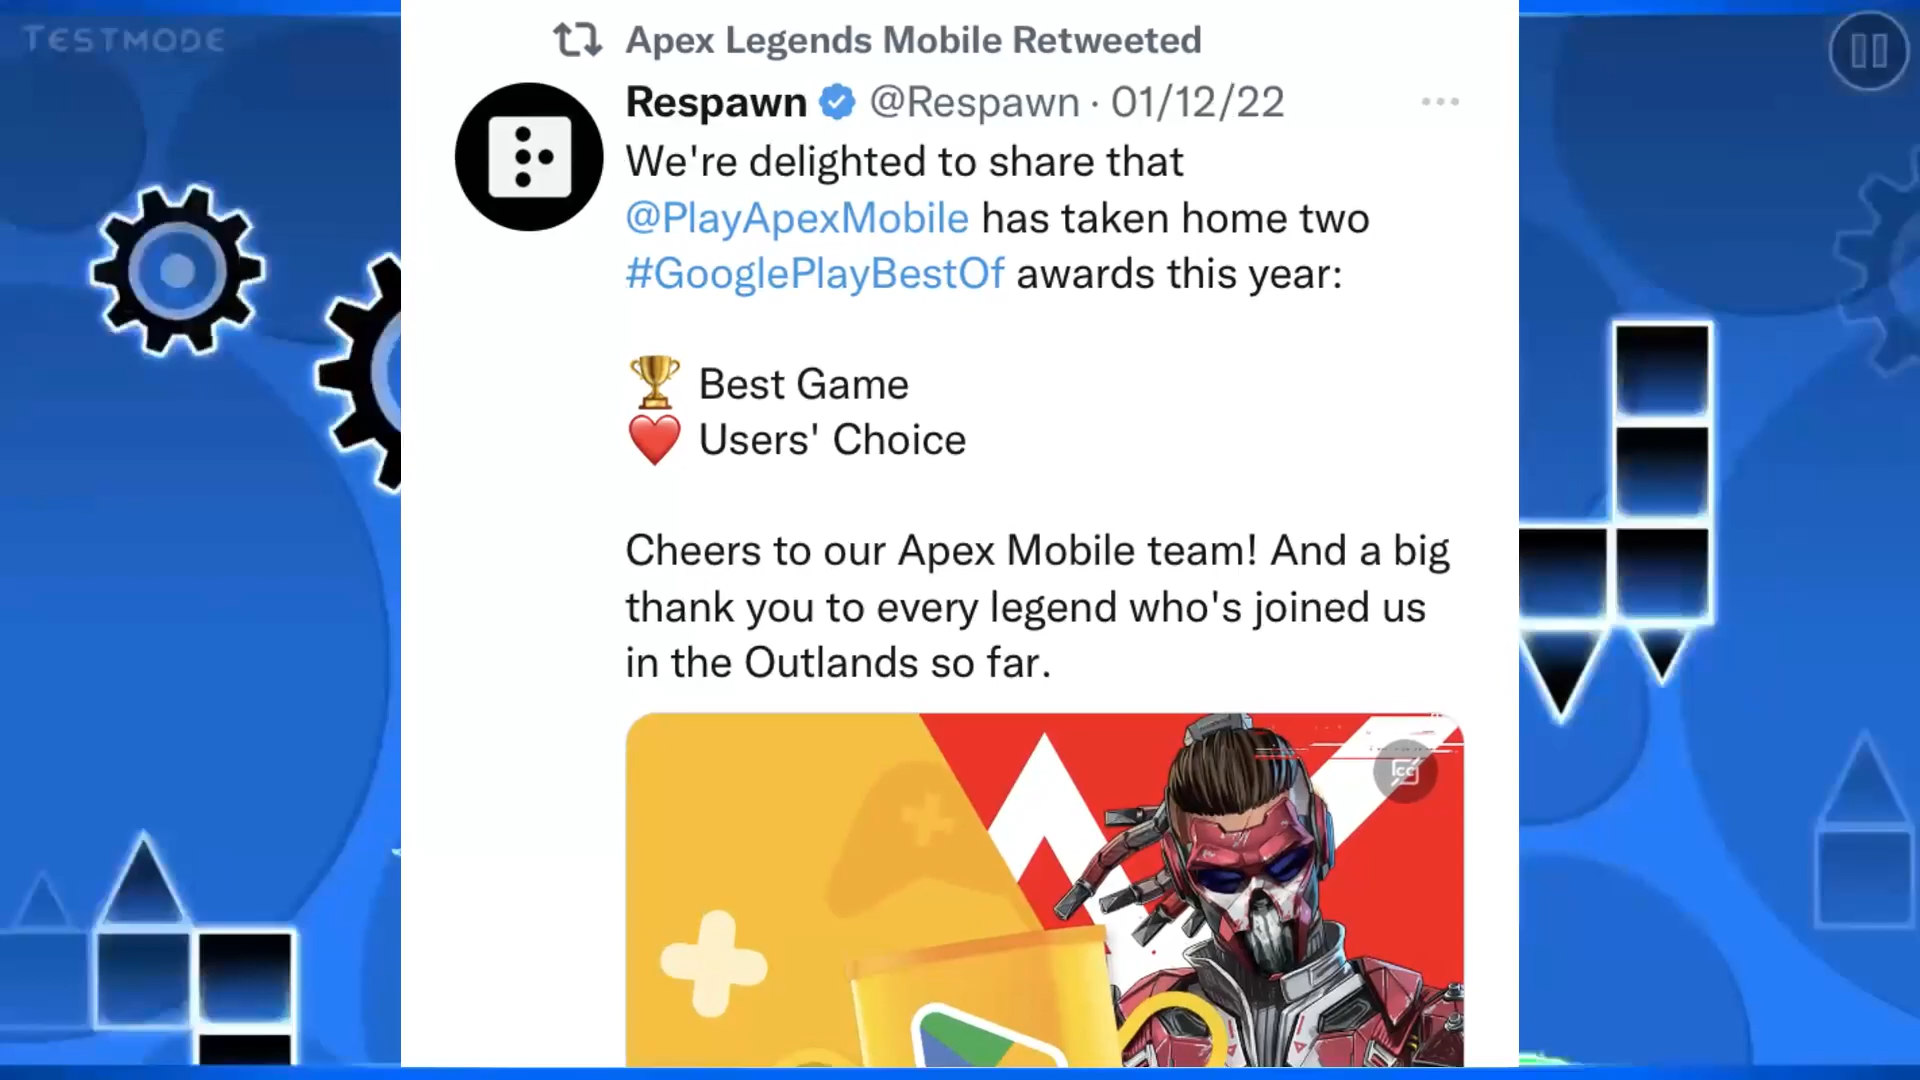 TESTMODE
Apex Legends Mobile Retweeted
Respawn @Respawn · 01/12/22
We're delighted to share that
@PlayApexMobile has taken home two
#GooglePlayBestOf awards this year:
🏆 Best Game
❤️ Users' Choice
Cheers to our Apex Mobile team! And a big
thank you to every legend who's joined us
in the Outlands so far.